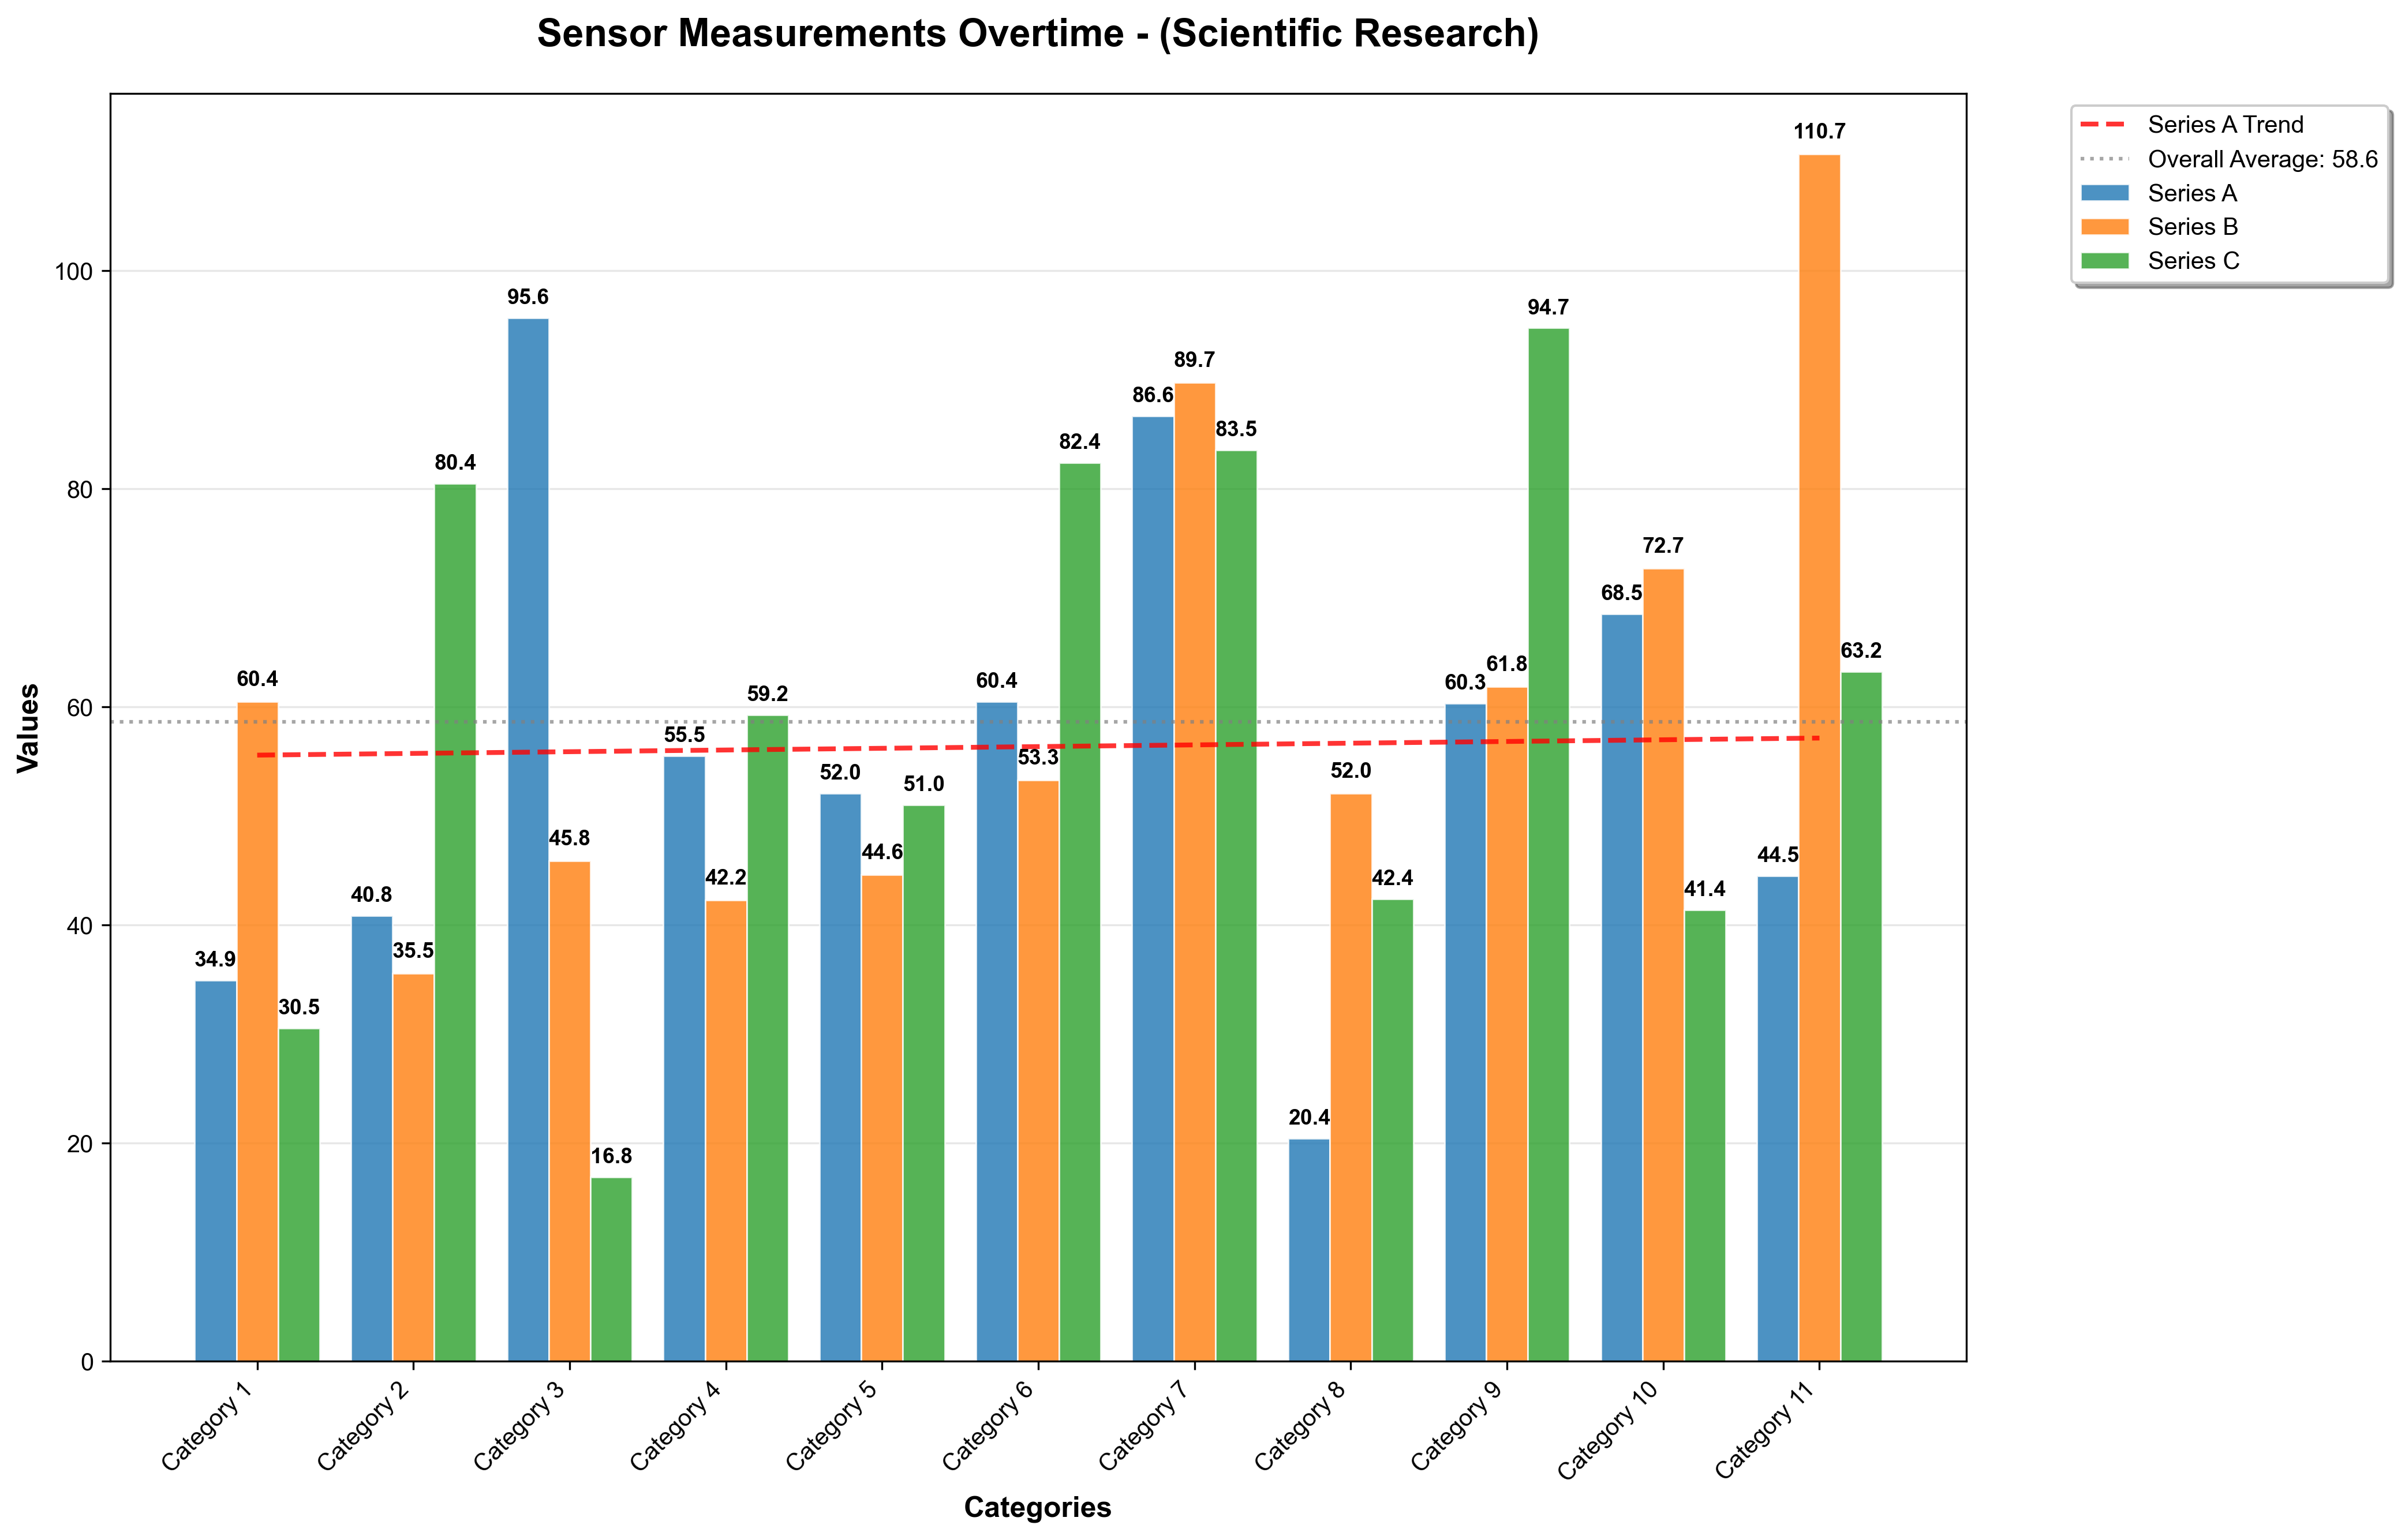 Sensor Measurements Overtime - (Scientific Research)
Series A Trend
Overall Average: 58.6
Series A
Series B
Series C
Values
100
80
60
40
20
0
34.9
60.4
30.5
40.8
35.5
80.4
95.6
45.8
16.8
55.5
42.2
59.2
52.0
44.6
51.0
60.4
53.3
82.4
86.6
89.7
83.5
20.4
52.0
42.4
60.3
61.8
94.7
68.5
72.7
41.4
44.5
110.7
63.2
Category 1
Category 2
Category 3
Category 4
Category 5
Category 6
Category 7
Category 8
Category 9
Category 10
Category 11
Categories